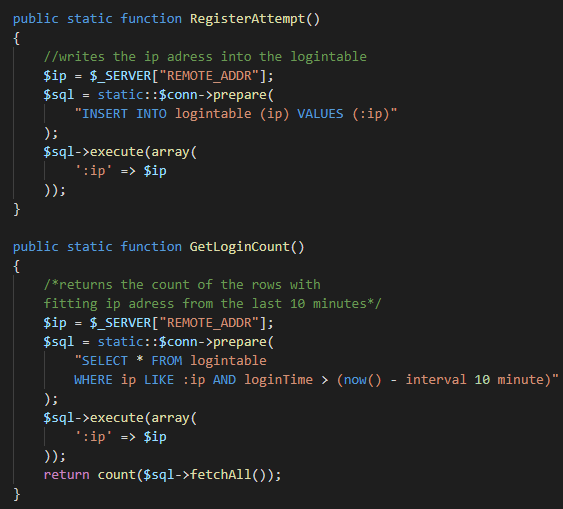 public static function RegisterAttempt()
{
//writes the ip adress into the logintable
$ip = $_SERVER["REMOTE_ADDR"];
$sql = static::$conn->prepare(
"INSERT INTO logintable (ip) VALUES (:ip)"
);
$sql->execute(array(
':ip' => $ip
));
}
public static function GetLoginCount()
{
/*returns the count of the rows with
fitting ip adress from the last 10 minutes*/
$ip = $_SERVER["REMOTE_ADDR"];
$sql = static::$conn->prepare(
"SELECT * FROM logintable
WHERE ip LIKE :ip AND loginTime > (now() - interval 10 minute)"
);
$sql->execute(array(
':ip' => $ip
));
return count($sql->fetchAll());
}